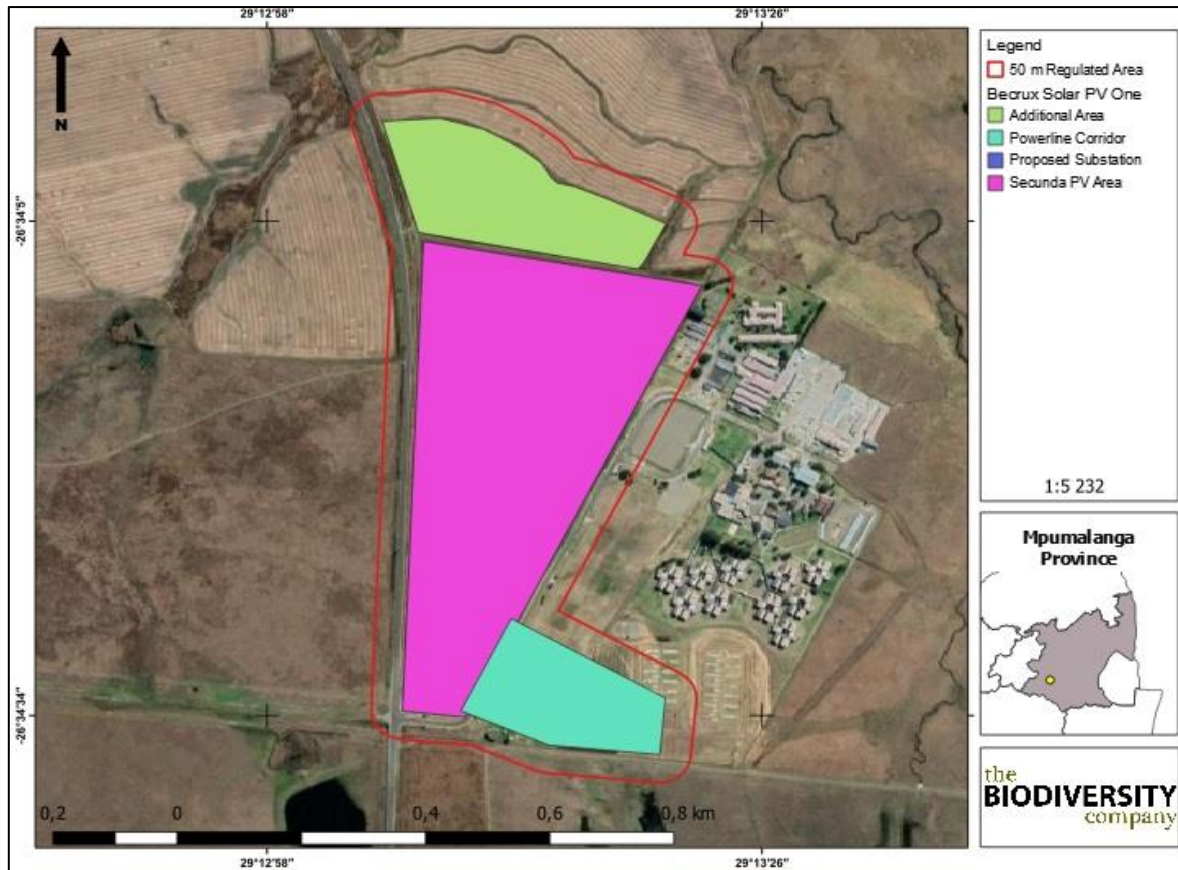 29°12'58"
29°13'26"
-26°34'5"
-26°34'34"
N
0,2
0
0,4
0,6
0,8 km
29°12'58"
29°13'26"
Legend
50 m Regulated Area
Becrux Solar PV One
Additional Area
Powerline Corridor
Proposed Substation
Secunda PV Area
1:5 232
Mpumalanga
Province
the
BIODIVERSITY
company